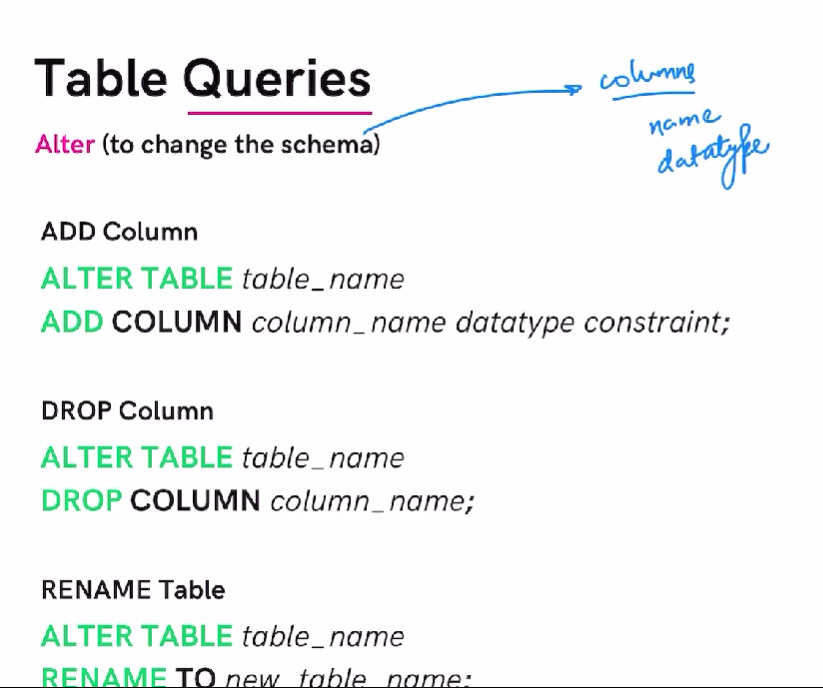 Table Queries
columns
name
datatype
Alter (to change the schema)
ADD Column
ALTER TABLE table_name
ADD COLUMN column_name datatype constraint;
DROP Column
ALTER TABLE table_name
DROP COLUMN column_name;
RENAME Table
ALTER TABLE table_name
RENAME TO new_table_name;